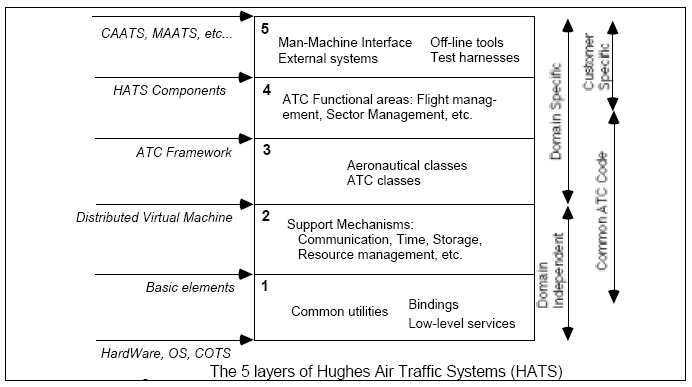 CAATS, MAATS, etc...
5
Man-Machine Interface
Off-line tools
External systems
Test harnesses
HATS Components
4
ATC Functional areas: Flight manag-
ement, Sector Management, etc.
ATC Framework
3
Aeronautical classes
ATC classes
Distributed Virtual Machine
2
Support Mechanisms:
Communication, Time, Storage,
Resource management, etc.
Basic elements
1
Common utilities
Bindings
Low-level services
HardWare, OS, COTS
Domain Specific
Customer
Specific
Common ATC Code
Domain
Independent
The 5 layers of Hughes Air Traffic Systems (HATS)